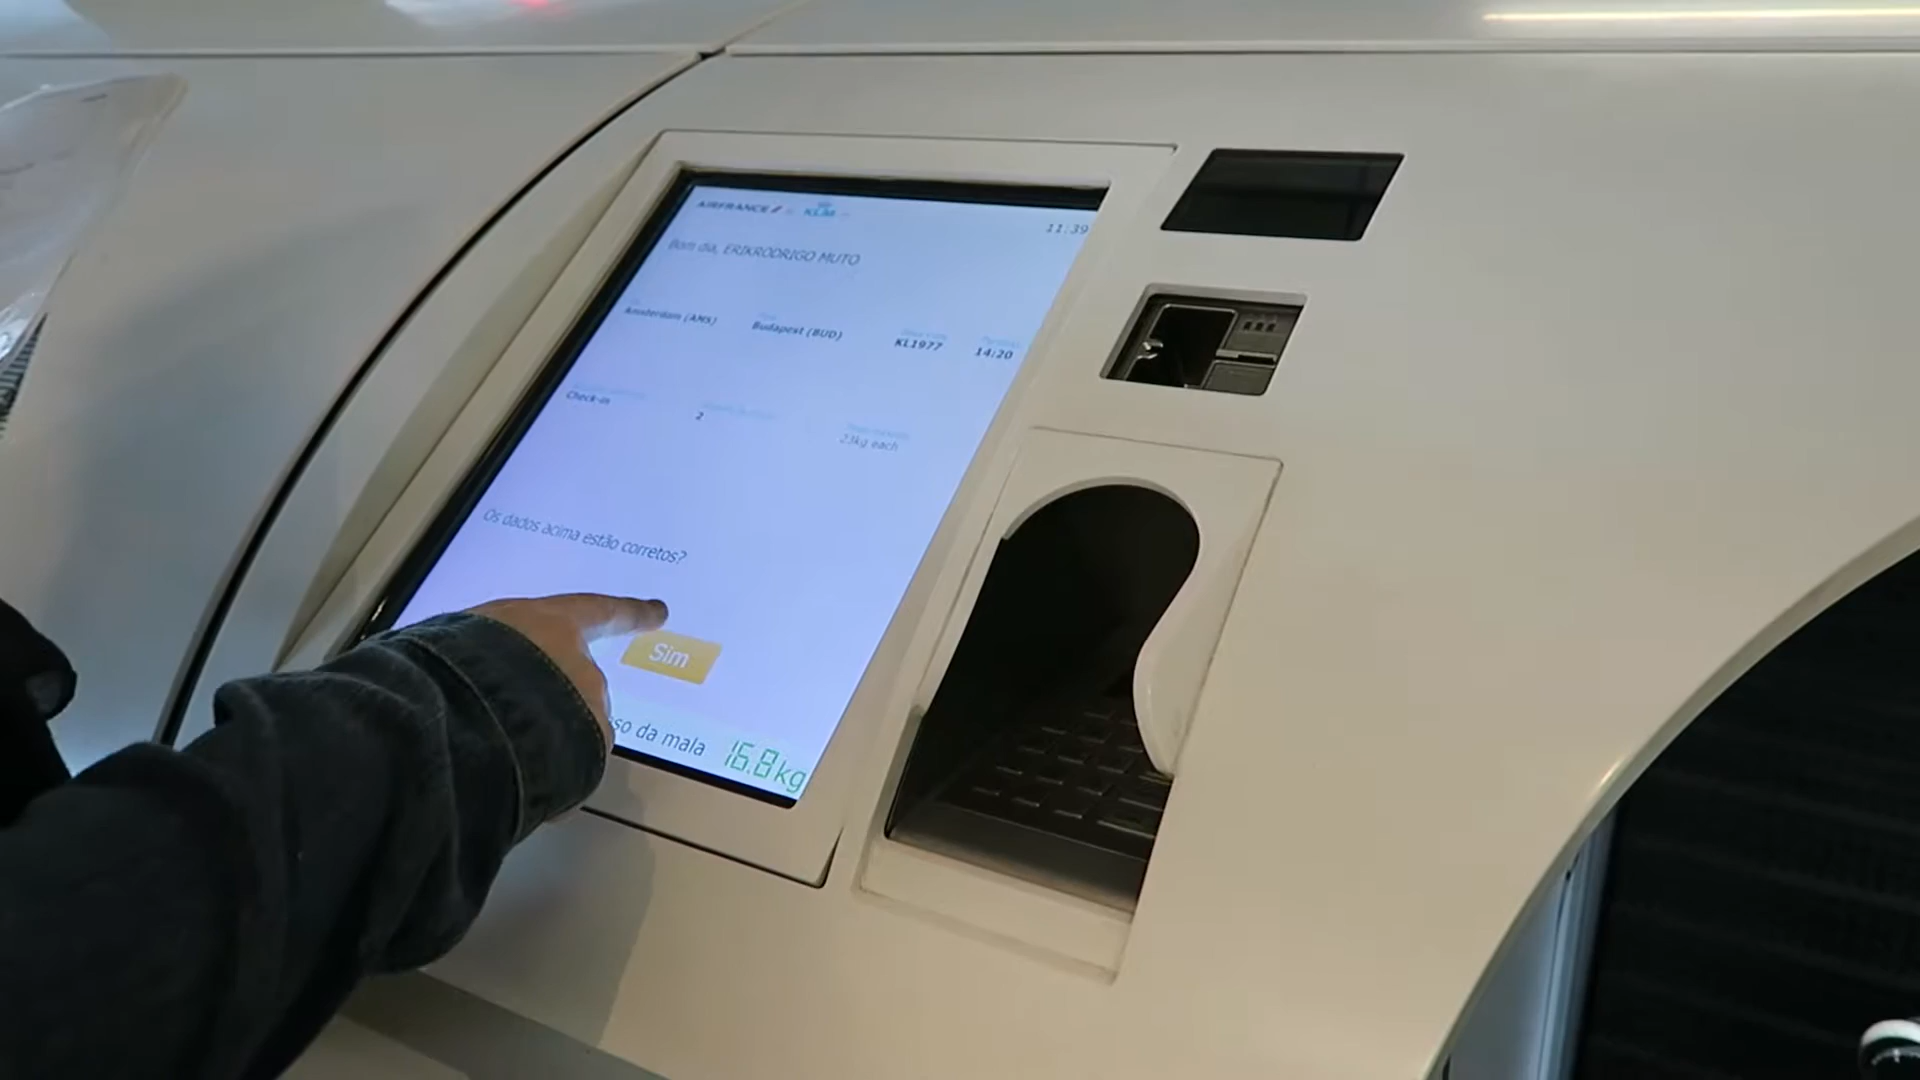 AIRFRANCE KLM
11:39
Bom dia, ERIKRODRIGO MUTO
Amsterdam (AMS) Budapest (BUD) KL1977 14:20
Check-in 2 23kg each
Os dados acima estão corretos?
Sim
so da mala 16.8kg